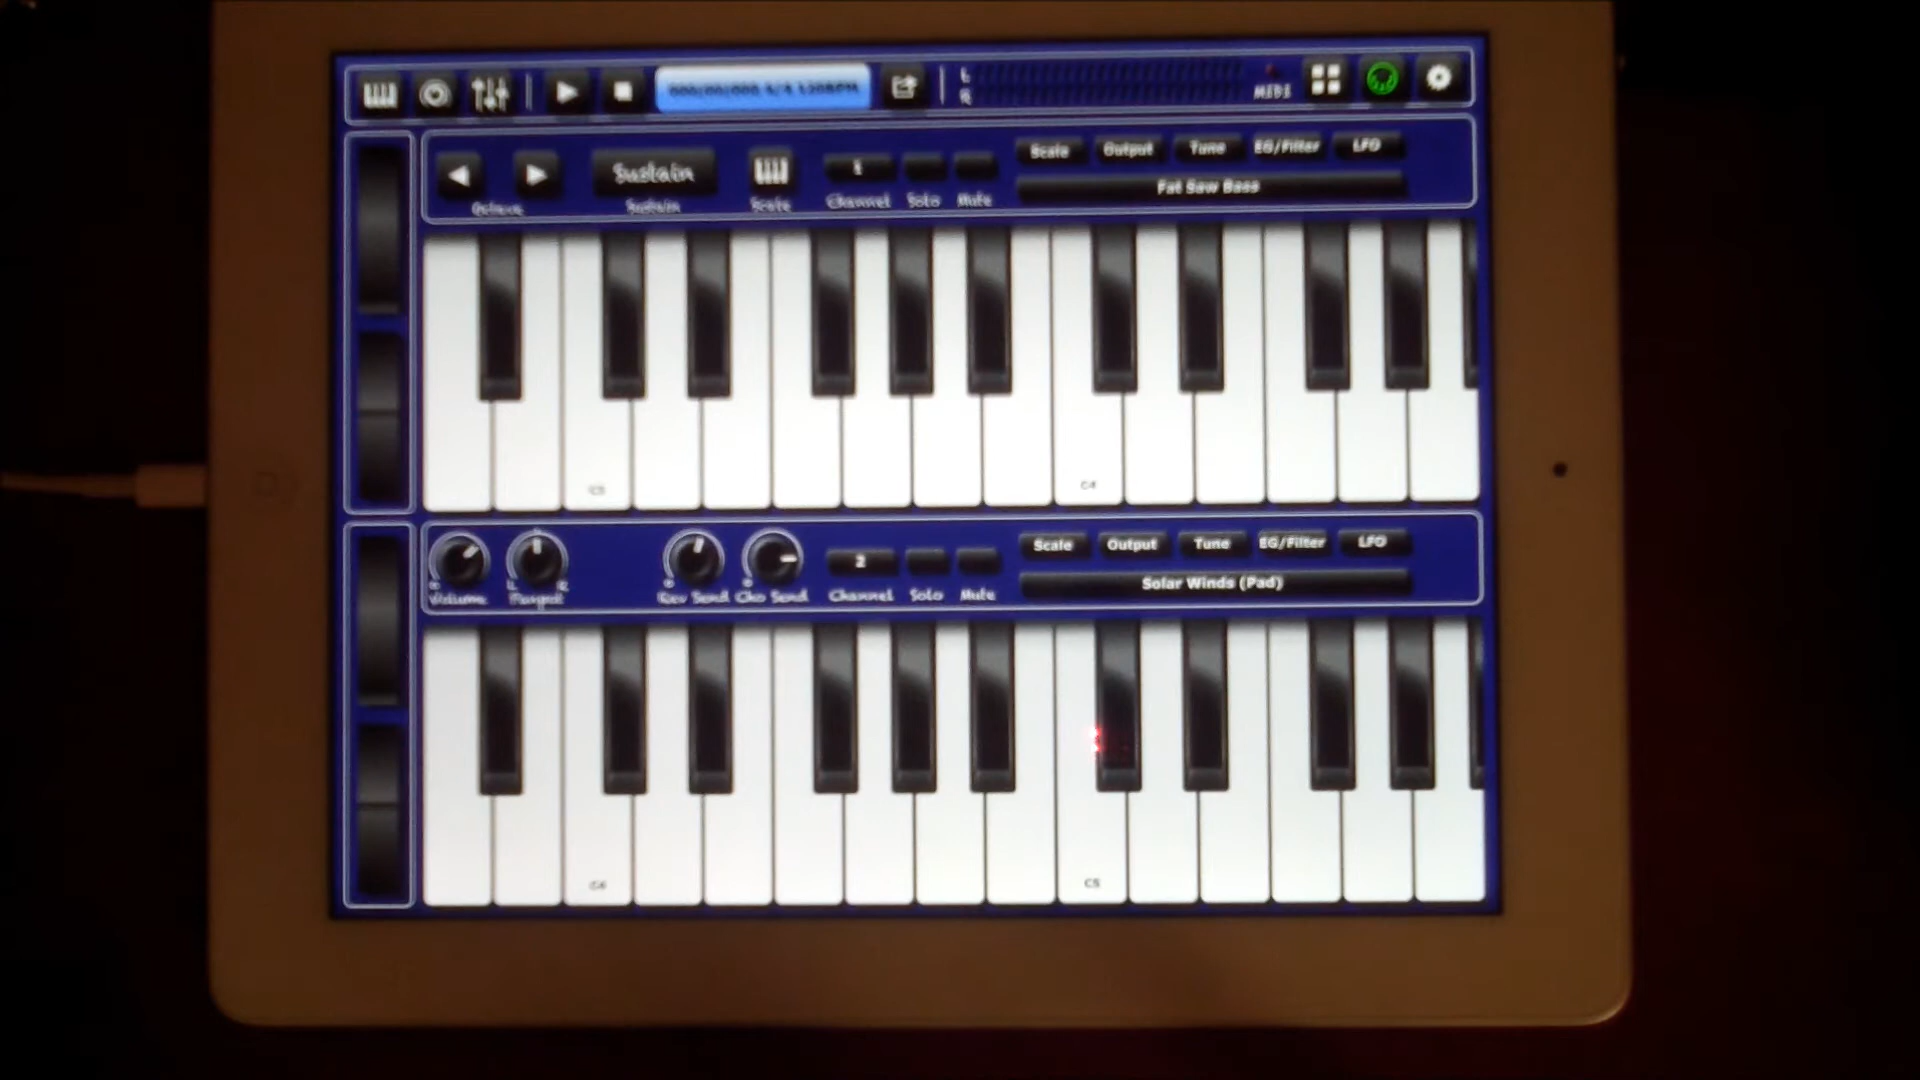 L
R
MIDI
Scale Output Tune EG/Filter LFO
Sustain
1
Fat Saw Bass
Octave Sustain Scale Channel Solo Mute
C3 C4
Scale Output Tune EG/Filter LFO
2
Solar Winds (Pad)
L R
Volume Panpot Rev Send Cho Send Channel Solo Mute
C4 C5